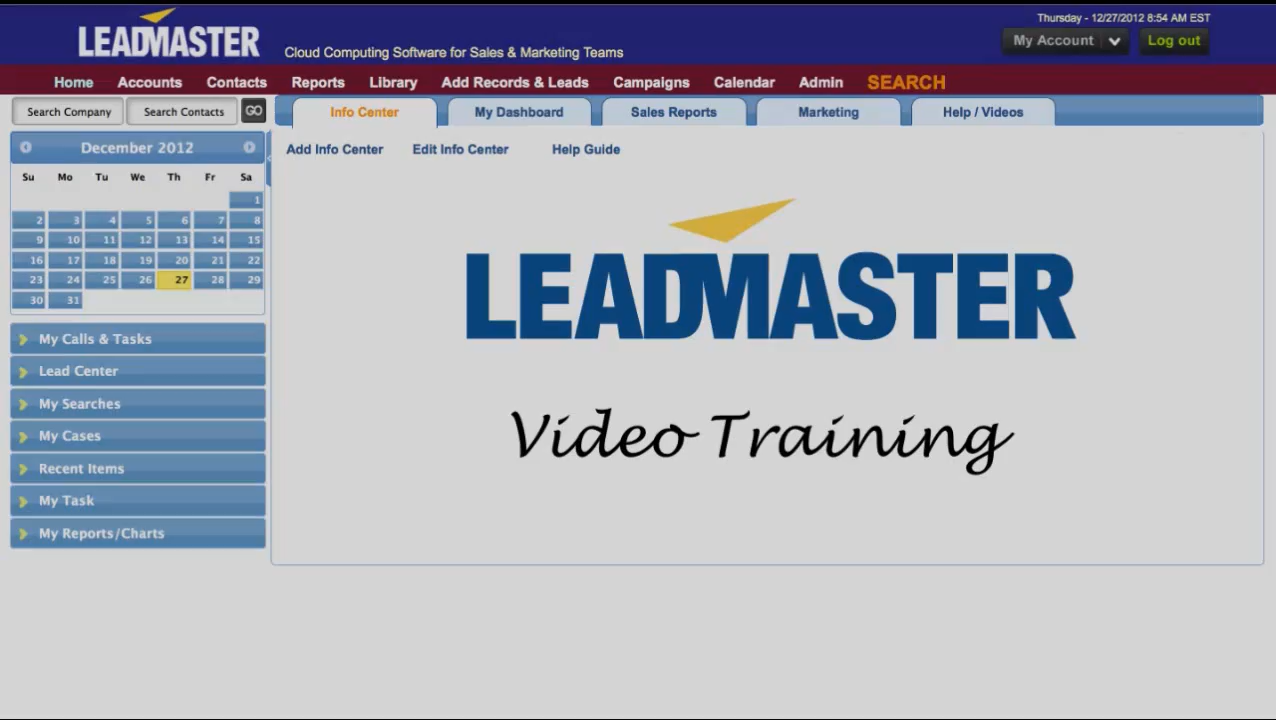 Thursday - 12/27/2012 8:54 AM EST
LEADMASTER
Cloud Computing Software for Sales & Marketing Teams
My Account
Log out
Home Accounts Contacts Reports Library Add Records & Leads Campaigns Calendar Admin SEARCH
Search Company Search Contacts GO
Info Center My Dashboard Sales Reports Marketing Help / Videos
December 2012
Add Info Center Edit Info Center Help Guide
Su Mo Tu We Th Fr Sa
1
2 3 4 5 6 7 8
9 10 11 12 13 14 15
16 17 18 19 20 21 22
23 24 25 26 27 28 29
30 31
My Calls & Tasks
Lead Center
My Searches
My Cases
Recent Items
My Task
My Reports/Charts
LEADMASTER
Video Training